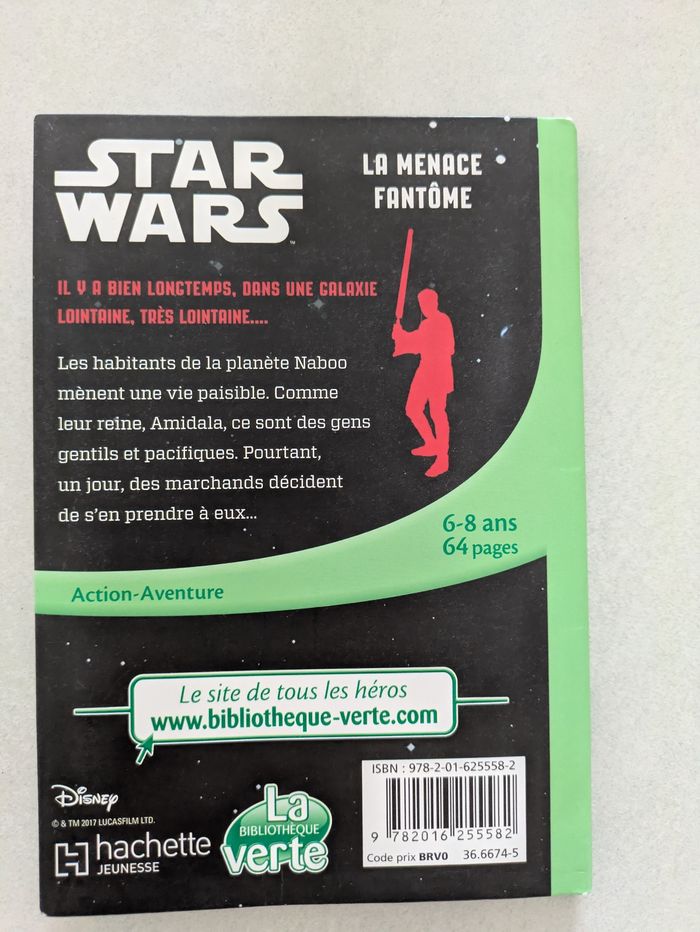 STAR
WARS
™
LA MENACE
FANTÔME
IL Y A BIEN LONGTEMPS, DANS UNE GALAXIE
LOINTAINE, TRÈS LOINTAINE....
Les habitants de la planète Naboo
mènent une vie paisible. Comme
leur reine, Amidala, ce sont des gens
gentils et pacifiques. Pourtant,
un jour, des marchands décident
de s'en prendre à eux...
6-8 ans
64 pages
Action-Aventure
Le site de tous les héros
www.bibliotheque-verte.com
Disney
© & TM 2017 LUCASFILM LTD.
hachette
JEUNESSE
La
BIBLIOTHÈQUE
verte
ISBN : 978-2-01-625558-2
9 782016 255582
Code prix BRV0 36.6674-5